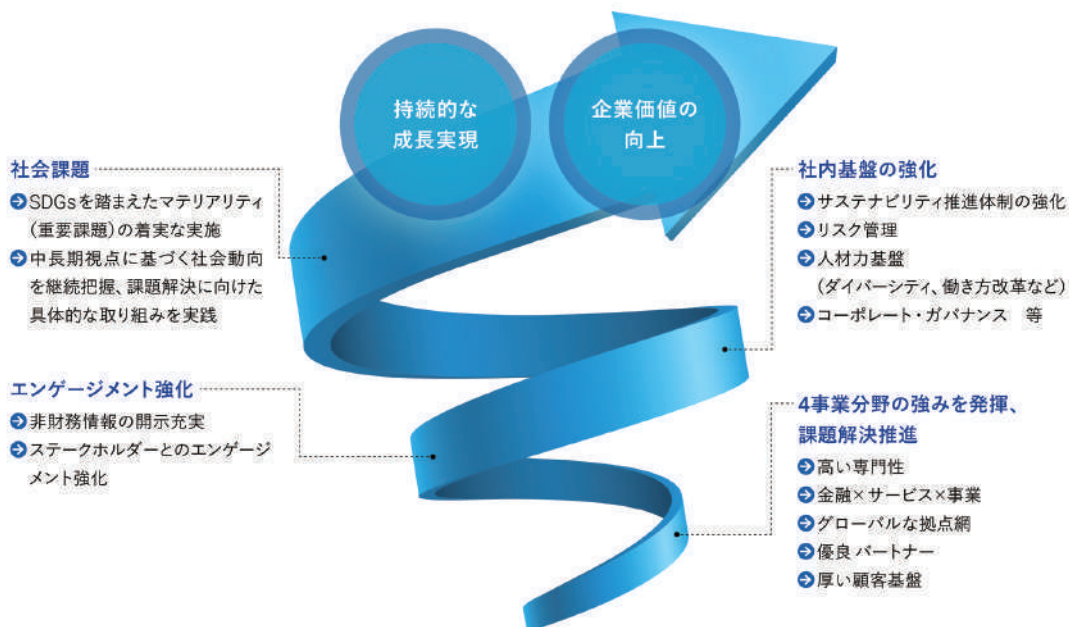 持続的な
成長実現
企業価値の
向上
社会課題
SDGsを踏まえたマテリアリティ
(重要課題)の着実な実施
中長期視点に基づく社会動向
を継続把握、課題解決に向けた
具体的な取り組みを実践
エンゲージメント強化
非財務情報の開示充実
ステークホルダーとのエンゲージ
メント強化
社内基盤の強化
サステナビリティ推進体制の強化
リスク管理
人材力基盤
(ダイバーシティ、働き方改革など)
コーポレート・ガバナンス 等
4事業分野の強みを発揮、
課題解決推進
高い専門性
金融×サービス×事業
グローバルな拠点網
優良パートナー
厚い顧客基盤